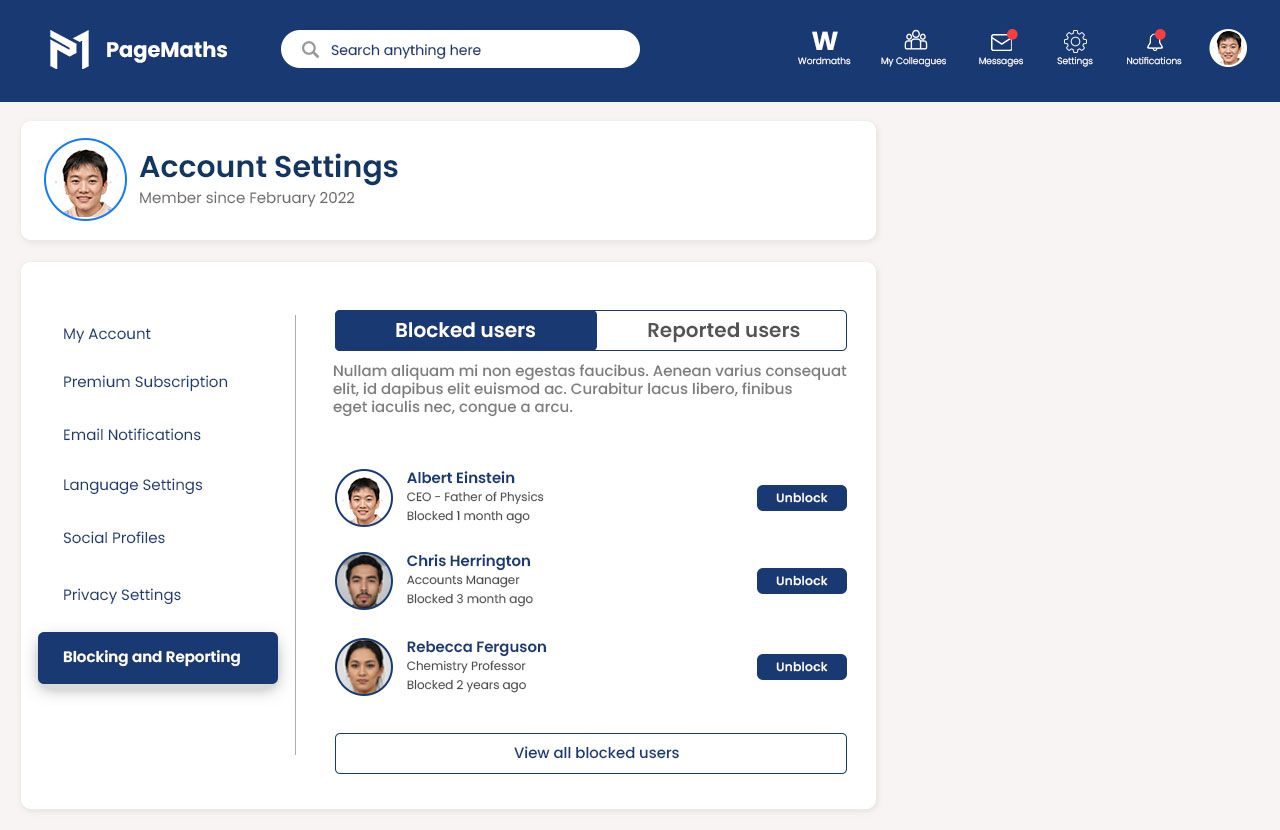 PageMaths
Search anything here
W
Wordmaths
My Colleagues
Messages
Settings
Notifications
Account Settings
Member since February 2022
My Account
Premium Subscription
Email Notifications
Language Settings
Social Profiles
Privacy Settings
Blocking and Reporting
Blocked users
Reported users
Nullam aliquam mi non egestas faucibus. Aenean varius consequat
elit, id dapibus elit euismod ac. Curabitur lacus libero, finibus
eget iaculis nec, congue a arcu.
Albert Einstein
CEO - Father of Physics
Blocked 1 month ago
Unblock
Chris Herrington
Accounts Manager
Blocked 3 month ago
Unblock
Rebecca Ferguson
Chemistry Professor
Blocked 2 years ago
Unblock
View all blocked users